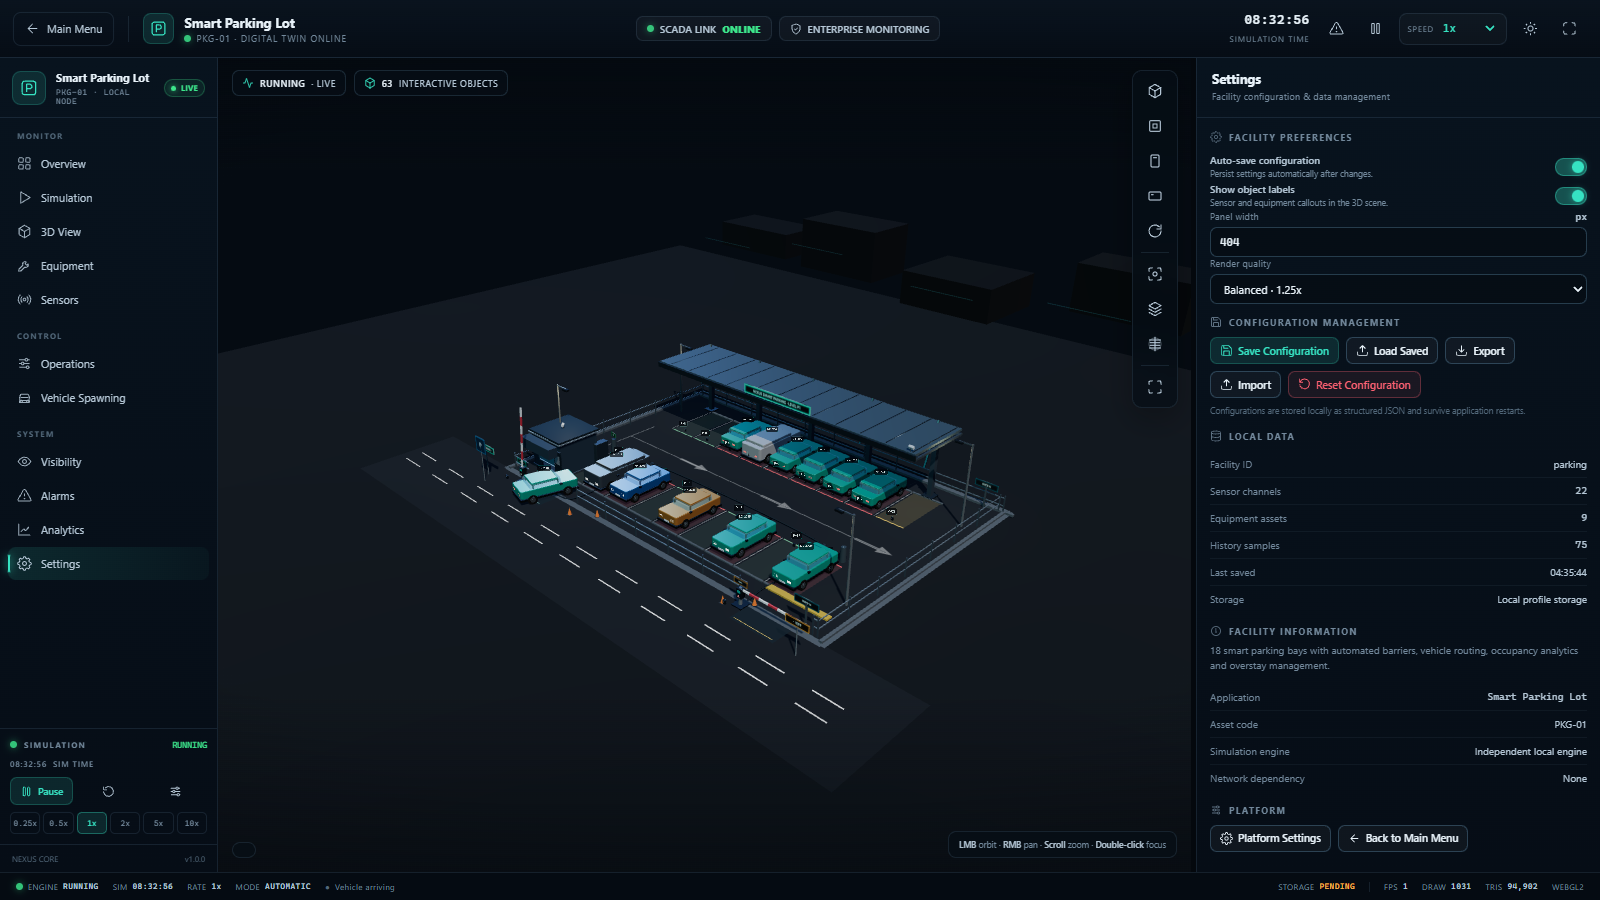 Main Menu
Smart Parking Lot
PKG-01 · DIGITAL TWIN ONLINE
SCADA LINK ONLINE
ENTERPRISE MONITORING
08:32:56
SIMULATION TIME
SPEED 1x
Smart Parking Lot
PKG-01 · LOCAL NODE
LIVE
MONITOR
Overview
Simulation
3D View
Equipment
Sensors
CONTROL
Operations
Vehicle Spawning
SYSTEM
Visibility
Alarms
Analytics
Settings
SIMULATION RUNNING
08:32:56 SIM TIME
Pause
0.25x 0.5x 1x 2x 5x 10x
NEXUS CORE v1.0.0
RUNNING - LIVE
63 INTERACTIVE OBJECTS
LMB orbit · RMB pan · Scroll zoom · Double-click focus
Settings
Facility configuration & data management
FACILITY PREFERENCES
Auto-save configuration
Persist settings automatically after changes.
Show object labels
Sensor and equipment callouts in the 3D scene.
Panel width px
404
Render quality
Balanced · 1.25x
CONFIGURATION MANAGEMENT
Save Configuration
Load Saved
Export
Import
Reset Configuration
Configurations are stored locally as structured JSON and survive application restarts.
LOCAL DATA
Facility ID parking
Sensor channels 22
Equipment assets 9
History samples 75
Last saved 04:35:44
Storage Local profile storage
FACILITY INFORMATION
18 smart parking bays with automated barriers, vehicle routing, occupancy analytics
and overstay management.
Application Smart Parking Lot
Asset code PKG-01
Simulation engine Independent local engine
Network dependency None
PLATFORM
Platform Settings
Back to Main Menu
ENGINE RUNNING SIM 08:32:56 RATE 1x MODE AUTOMATIC Vehicle arriving
STORAGE PENDING FPS 1 DRAW 1031 TRIS 94,902 WEBGL2